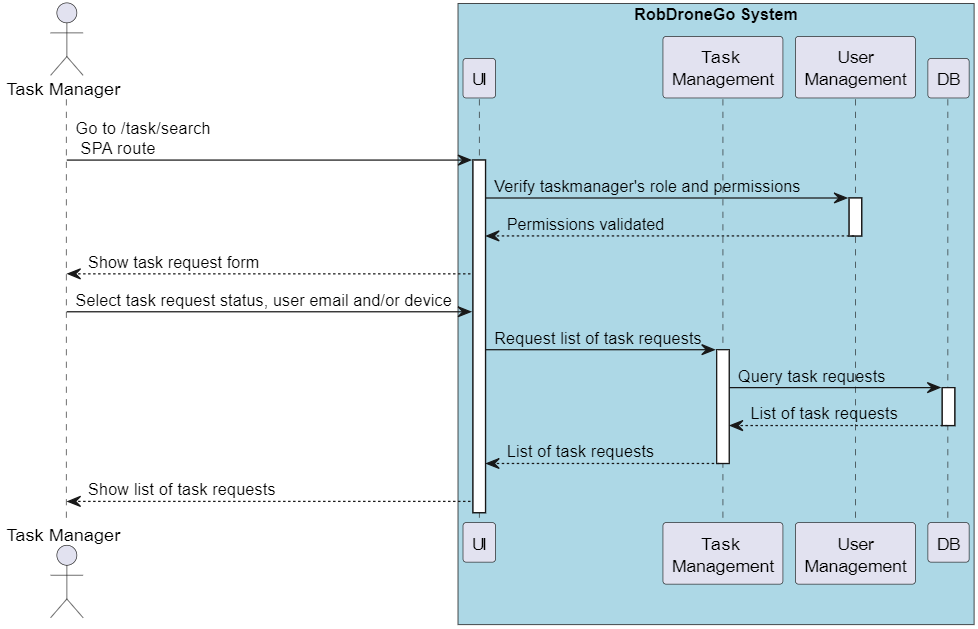 RobDroneGo System
Task Manager
UI
Task
Management
User
Management
DB
Go to /task/search
SPA route
Verify taskmanager's role and permissions
Permissions validated
Show task request form
Select task request status, user email and/or device
Request list of task requests
Query task requests
List of task requests
List of task requests
Show list of task requests
Task Manager
UI
Task
Management
User
Management
DB